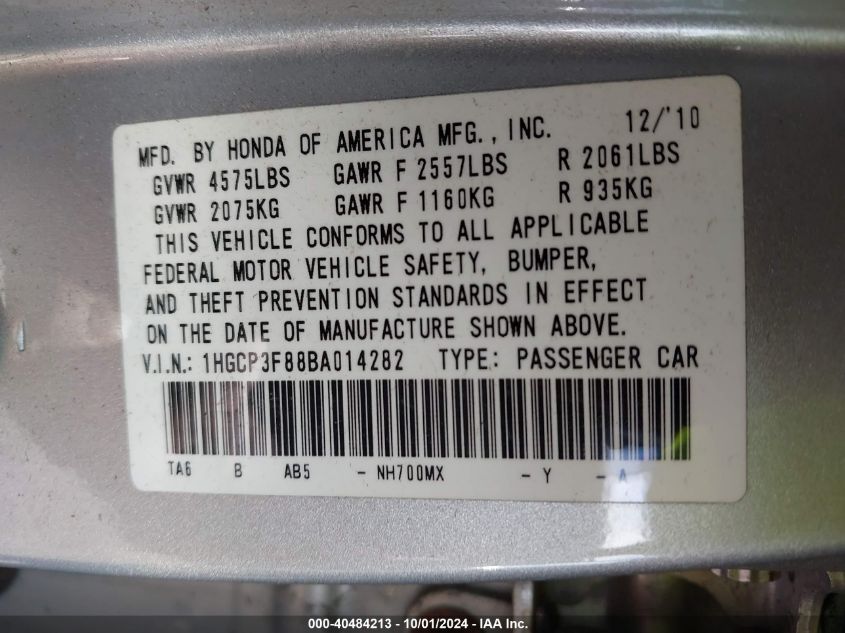 MFD. BY HONDA OF AMERICA MFG., INC. 12/'10
GVWR 4575LBS GAWR F 2557LBS R 2061LBS
GVWR 2075KG GAWR F 1160KG R 935KG
THIS VEHICLE CONFORMS TO ALL APPLICABLE
FEDERAL MOTOR VEHICLE SAFETY, BUMPER,
AND THEFT PREVENTION STANDARDS IN EFFECT
ON THE DATE OF MANUFACTURE SHOWN ABOVE.
V.I.N.: 1HGCP3F88BA014282 TYPE: PASSENGER CAR
TA6 B AB5 - NH700MX - Y - A
000-40484213 - 10/01/2024 - IAA Inc.